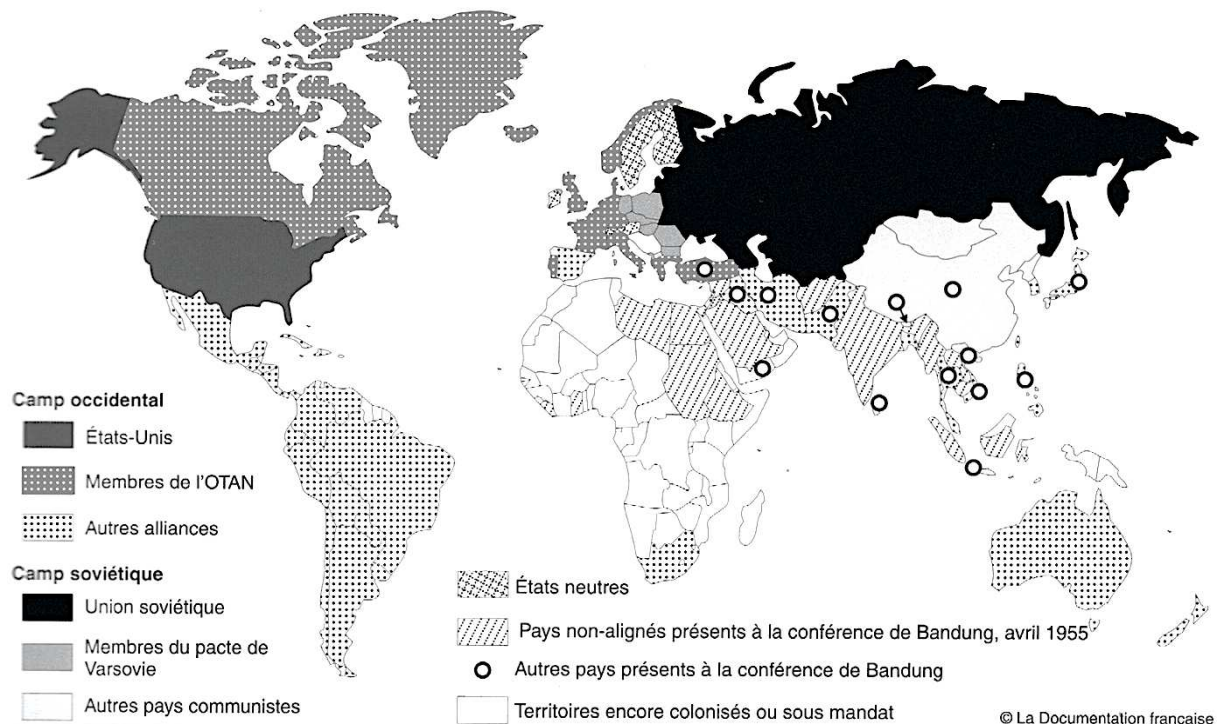 Camp occidental
États-Unis
Membres de l'OTAN
Autres alliances
Camp soviétique
Union soviétique
Membres du pacte de
Varsovie
Autres pays communistes
États neutres
Pays non-alignés présents à la conférence de Bandung, avril 1955
Autres pays présents à la conférence de Bandung
Territoires encore colonisés ou sous mandat
© La Documentation française